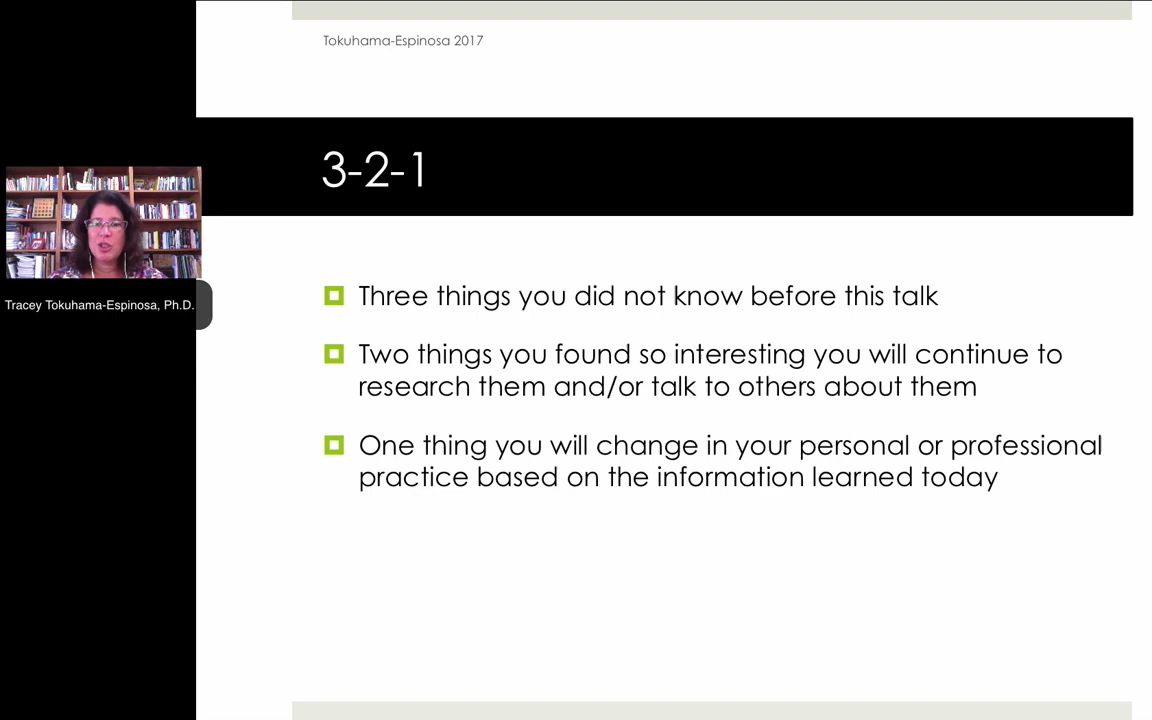 Tokuhama-Espinosa 2017
3-2-1
Tracey Tokuhama-Espinosa, Ph.D.
Three things you did not know before this talk
Two things you found so interesting you will continue to
research them and/or talk to others about them
One thing you will change in your personal or professional
practice based on the information learned today